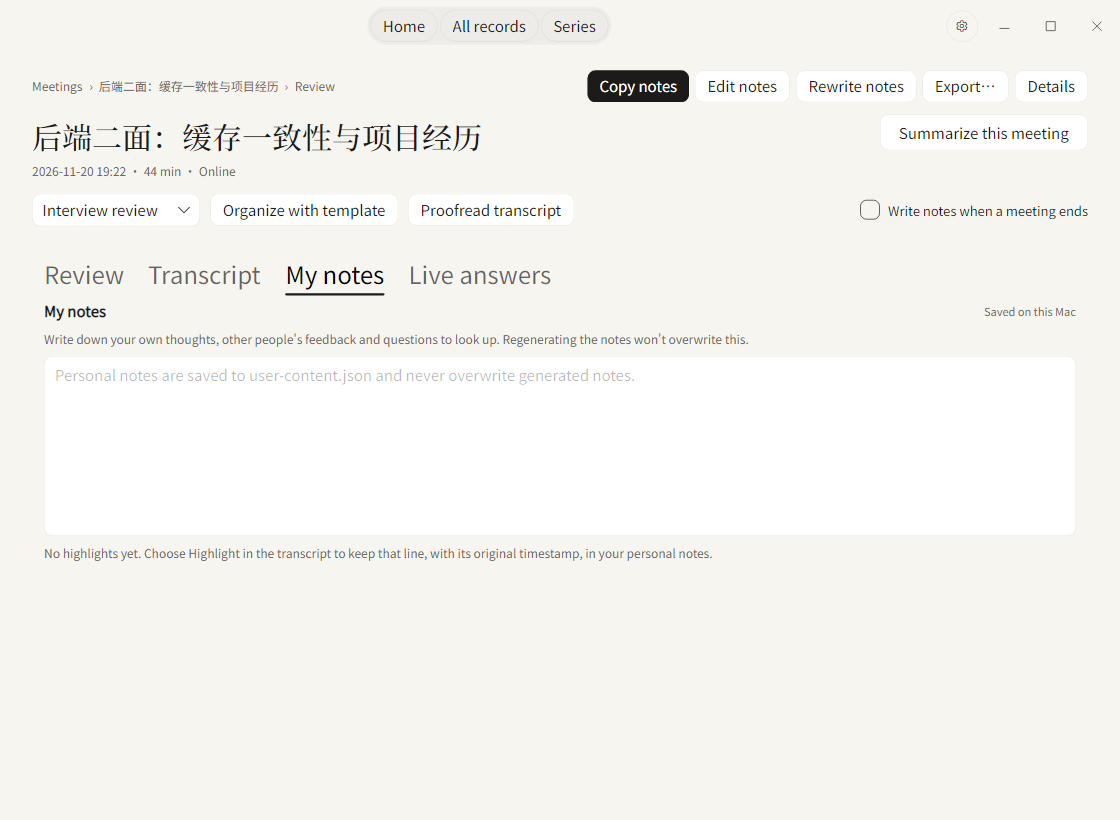 Home All records Series
Meetings › 后端二面：缓存一致性与项目经历 › Review
Copy notes Edit notes Rewrite notes Export··· Details
后端二面：缓存一致性与项目经历
Summarize this meeting
2026-11-20 19:22 • 44 min • Online
Interview review Organize with template Proofread transcript
Write notes when a meeting ends
Review Transcript My notes Live answers
My notes
Saved on this Mac
Write down your own thoughts, other people's feedback and questions to look up. Regenerating the notes won't overwrite this.
Personal notes are saved to user-content.json and never overwrite generated notes.
No highlights yet. Choose Highlight in the transcript to keep that line, with its original timestamp, in your personal notes.